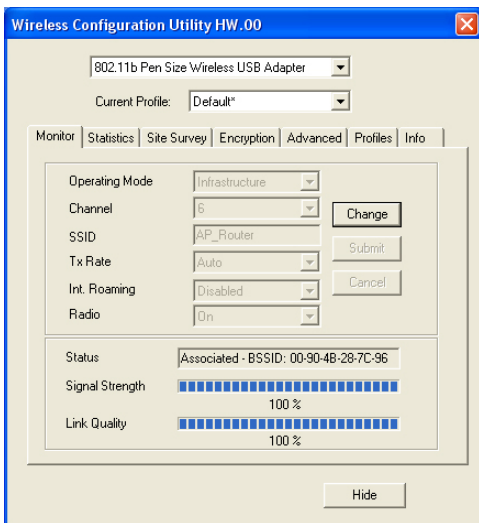 Wireless Configuration Utility HW.00
802.11b Pen Size Wireless USB Adapter
Current Profile: Default*
Monitor Statistics Site Survey Encryption Advanced Profiles Info
Operating Mode Infrastructure
Channel 6
Change
SSID AP_Router
Submit
Tx Rate Auto
Cancel
Int. Roaming Disabled
Radio On
Status Associated - BSSID: 00-90-4B-28-7C-96
Signal Strength
100 %
Link Quality
100 %
Hide